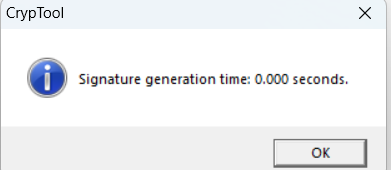 CrypTool
Signature generation time: 0.000 seconds.
OK